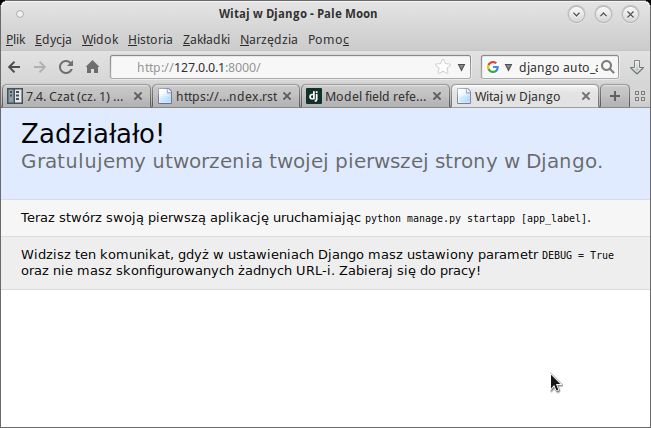 Witaj w Django - Pale Moon
Plik Edycja Widok Historia Zakładki Narzędzia Pomoc
http://127.0.0.1:8000/ django auto_a
7.4. Czat (cz. 1) ... https://...ndex.rst dj Model field refe... Witaj w Django
Zadziałało!
Gratulujemy utworzenia twojej pierwszej strony w Django.
Teraz stwórz swoją pierwszą aplikację uruchamiając python manage.py startapp [app_label].
Widzisz ten komunikat, gdyż w ustawieniach Django masz ustawiony parametr DEBUG = True
oraz nie masz skonfigurowanych żadnych URL-i. Zabieraj się do pracy!